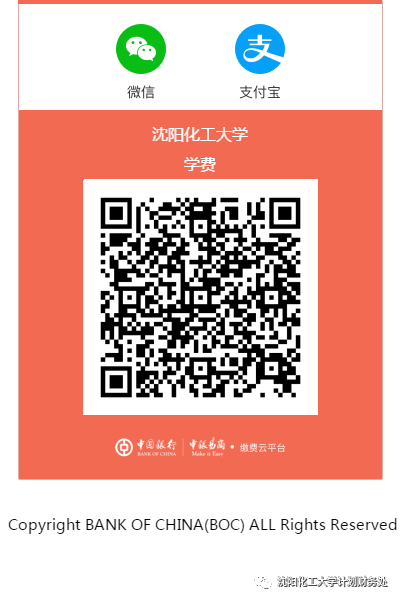 微信 支付宝
沈阳化工大学
学费
中国银行 BANK OF CHINA 中银易商 Make it Easy • 缴费云平台
Copyright BANK OF CHINA(BOC) ALL Rights Reserved
沈阳化工大学计划财务处